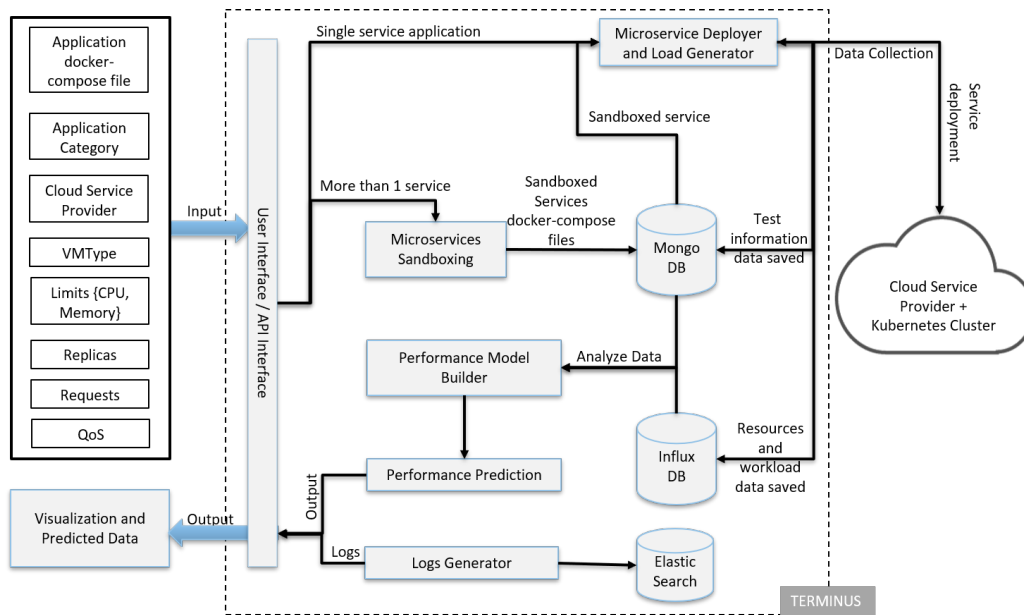 Application
docker-
compose file
Application
Category
Cloud Service
Provider
VMType
Limits {CPU,
Memory}
Replicas
Requests
QoS
Input
Output
Visualization and
Predicted Data
User Interface / API Interface
Single service application
More than 1 service
Microservices
Sandboxing
Sandboxed
Services
docker-compose
files
Sandboxed service
Microservice Deployer
and Load Generator
Data Collection
Service
deployment
Mongo
DB
Test
information
data saved
Cloud Service
Provider +
Kubernetes Cluster
Performance Model
Builder
Analyze Data
Influx
DB
Resources
and
workload
data saved
Performance Prediction
Output
Logs
Logs Generator
Elastic
Search
TERMINUS